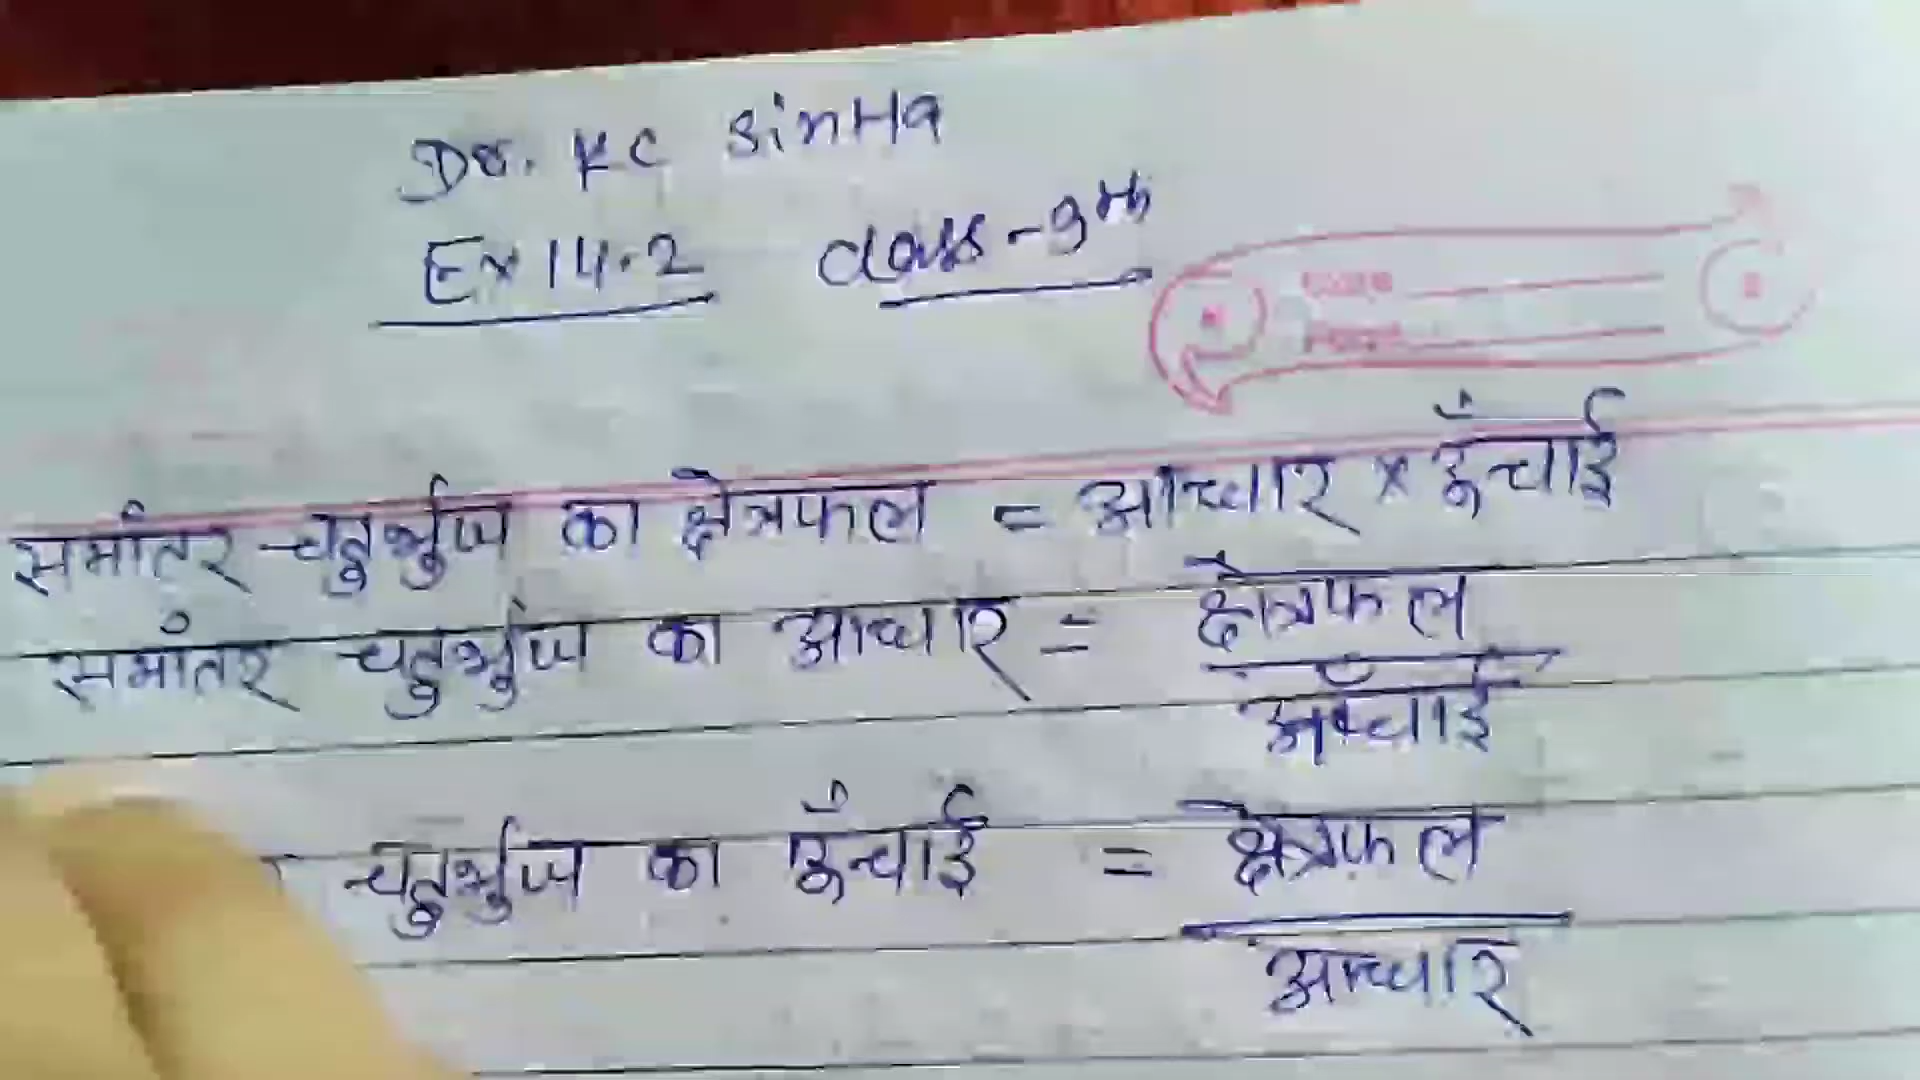 Dr. KC SinHa
Ex 14.2 class-9th
समांतर चतुर्भुज का क्षेत्रफल = आधार × ऊँचाई
समांतर चतुर्भुज का आधार = क्षेत्रफल
ऊँचाई
चतुर्भुज का ऊँचाई = क्षेत्रफल
आधार